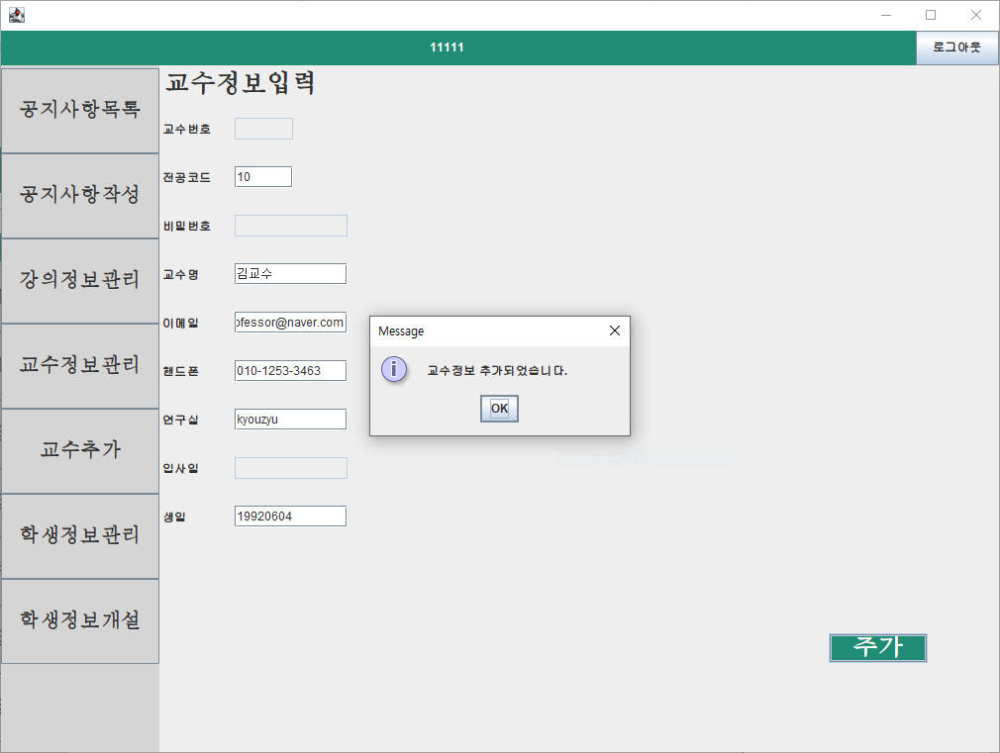 11111
로그아웃
공지사항목톡
공지사항작성
강의정보관리
교수정보관리
교수추가
학생정보관리
학생정보개설
교수정보입력
교수번호
전공코드 10
비밀번호
교수명 김교수
이메일 ofessor@naver.com
핸드폰 010-1253-3463
연구실 kyouzyu
입사일
생일 19920604
Message
교수정보 추가되었습니다.
OK
추가